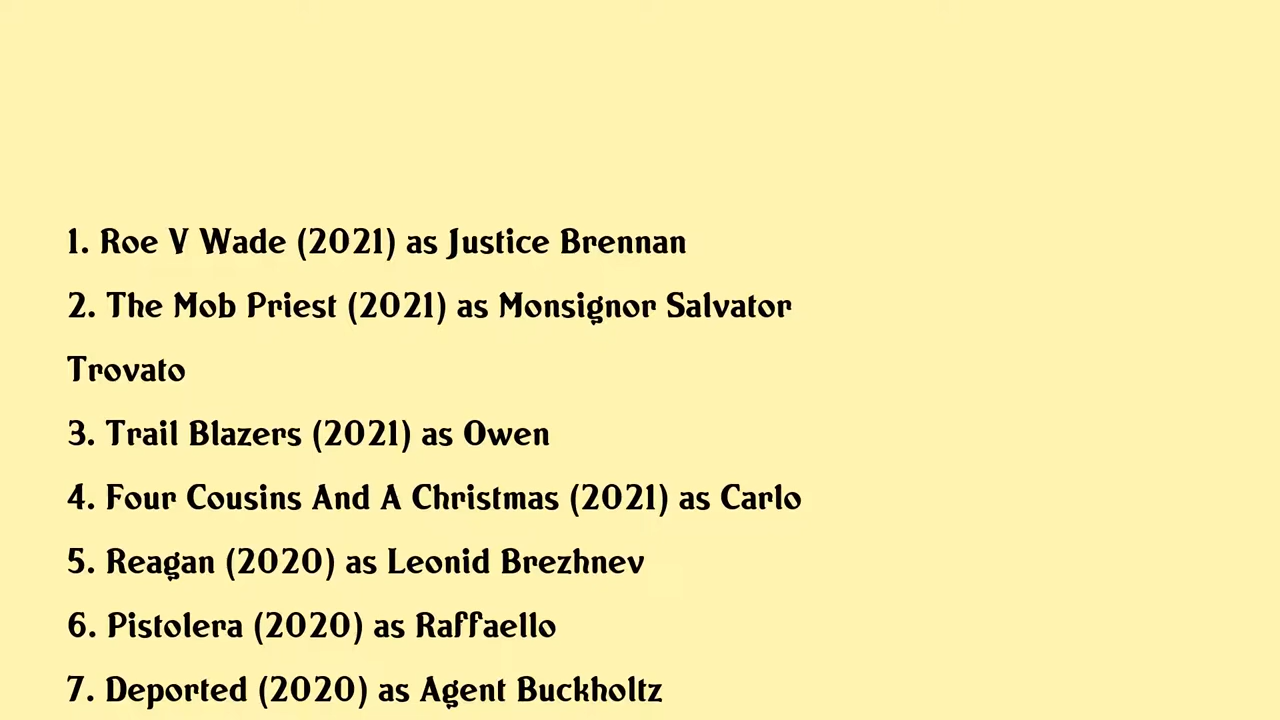 1. Roe V Wade (2021) as Justice Brennan
2. The Mob Priest (2021) as Monsignor Salvator
Trovato
3. Trail Blazers (2021) as Owen
4. Four Cousins And A Christmas (2021) as Carlo
5. Reagan (2020) as Leonid Brezhnev
6. Pistolera (2020) as Raffaello
7. Deported (2020) as Agent Buckholtz